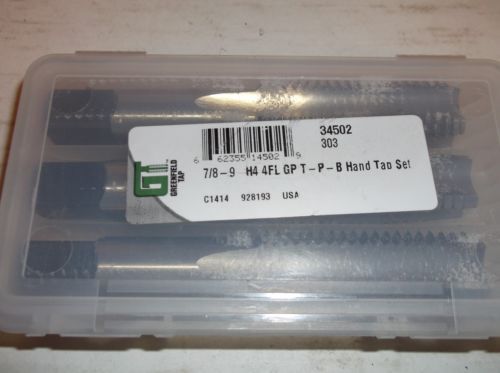 34502
303
6 62355 14502 9
GT
GREENFIELD
TAP
7/8-9 H4 4FL GP T-P-B Hand Tap Set
C1414 928193 USA